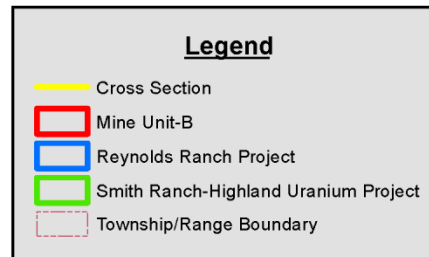 Legend
Cross Section
Mine Unit-B
Reynolds Ranch Project
Smith Ranch-Highland Uranium Project
Township/Range Boundary